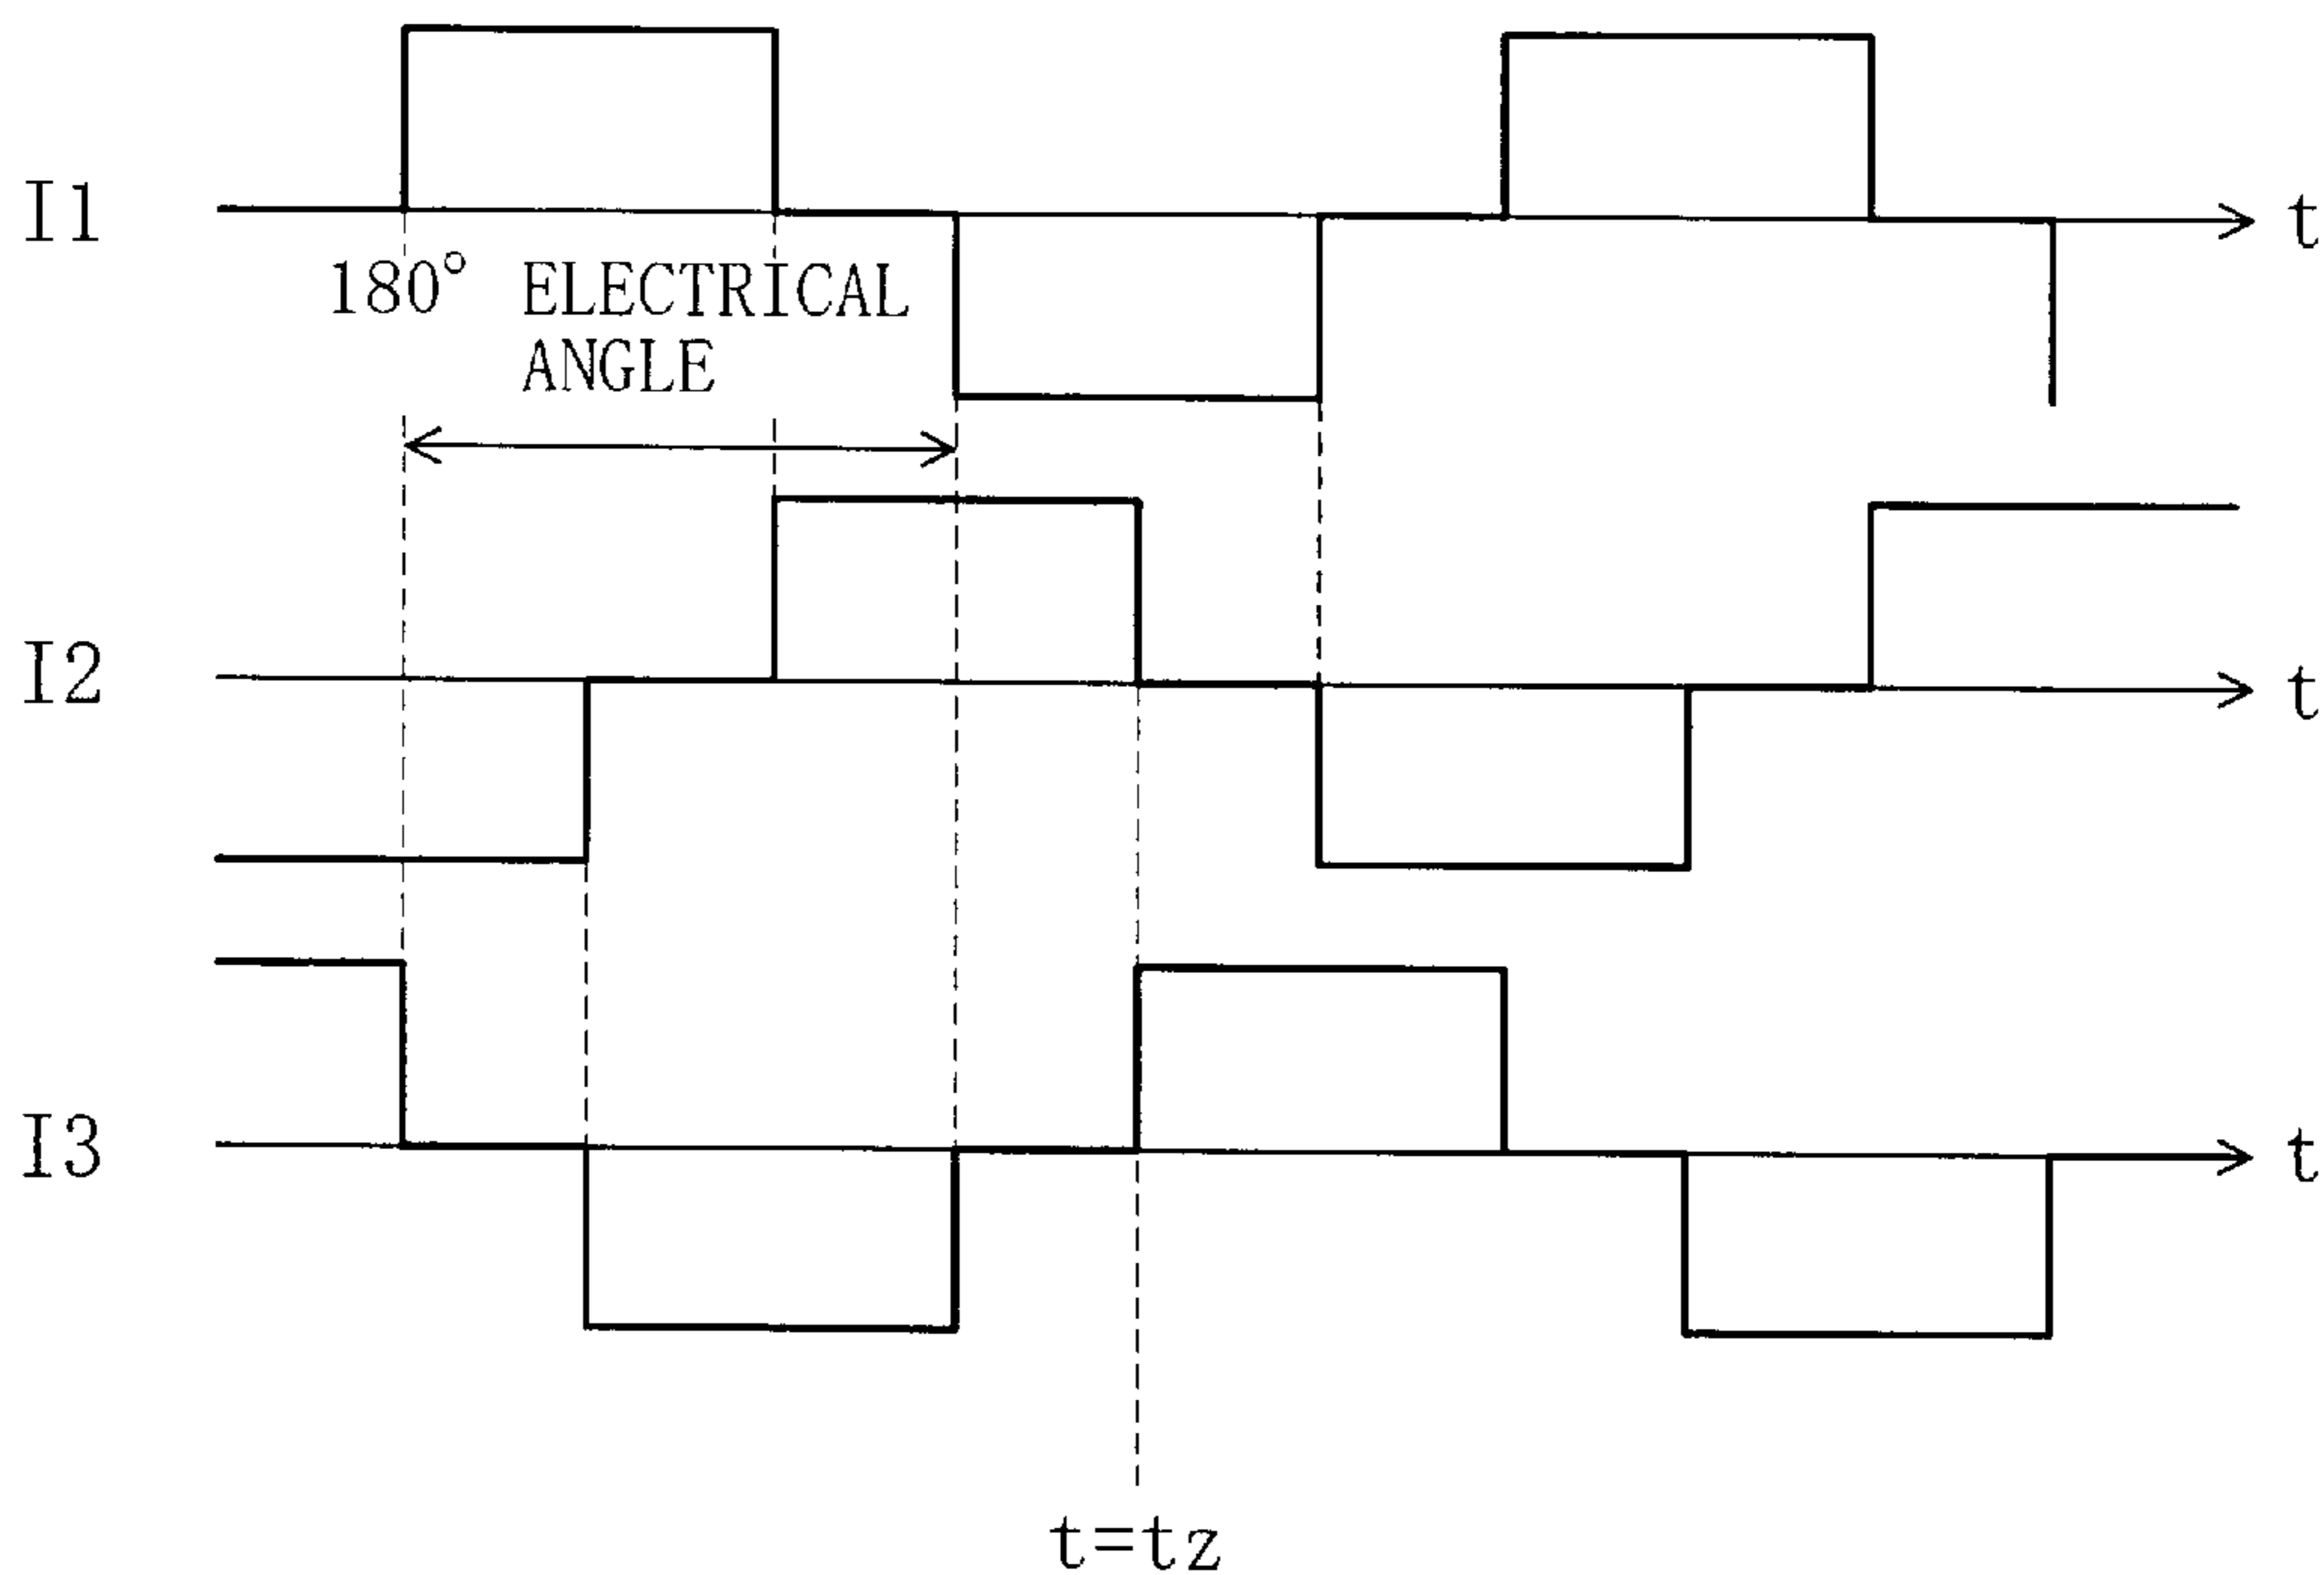 I1
t
180° ELECTRICAL
ANGLE
I2
t
I3
t
t=tz